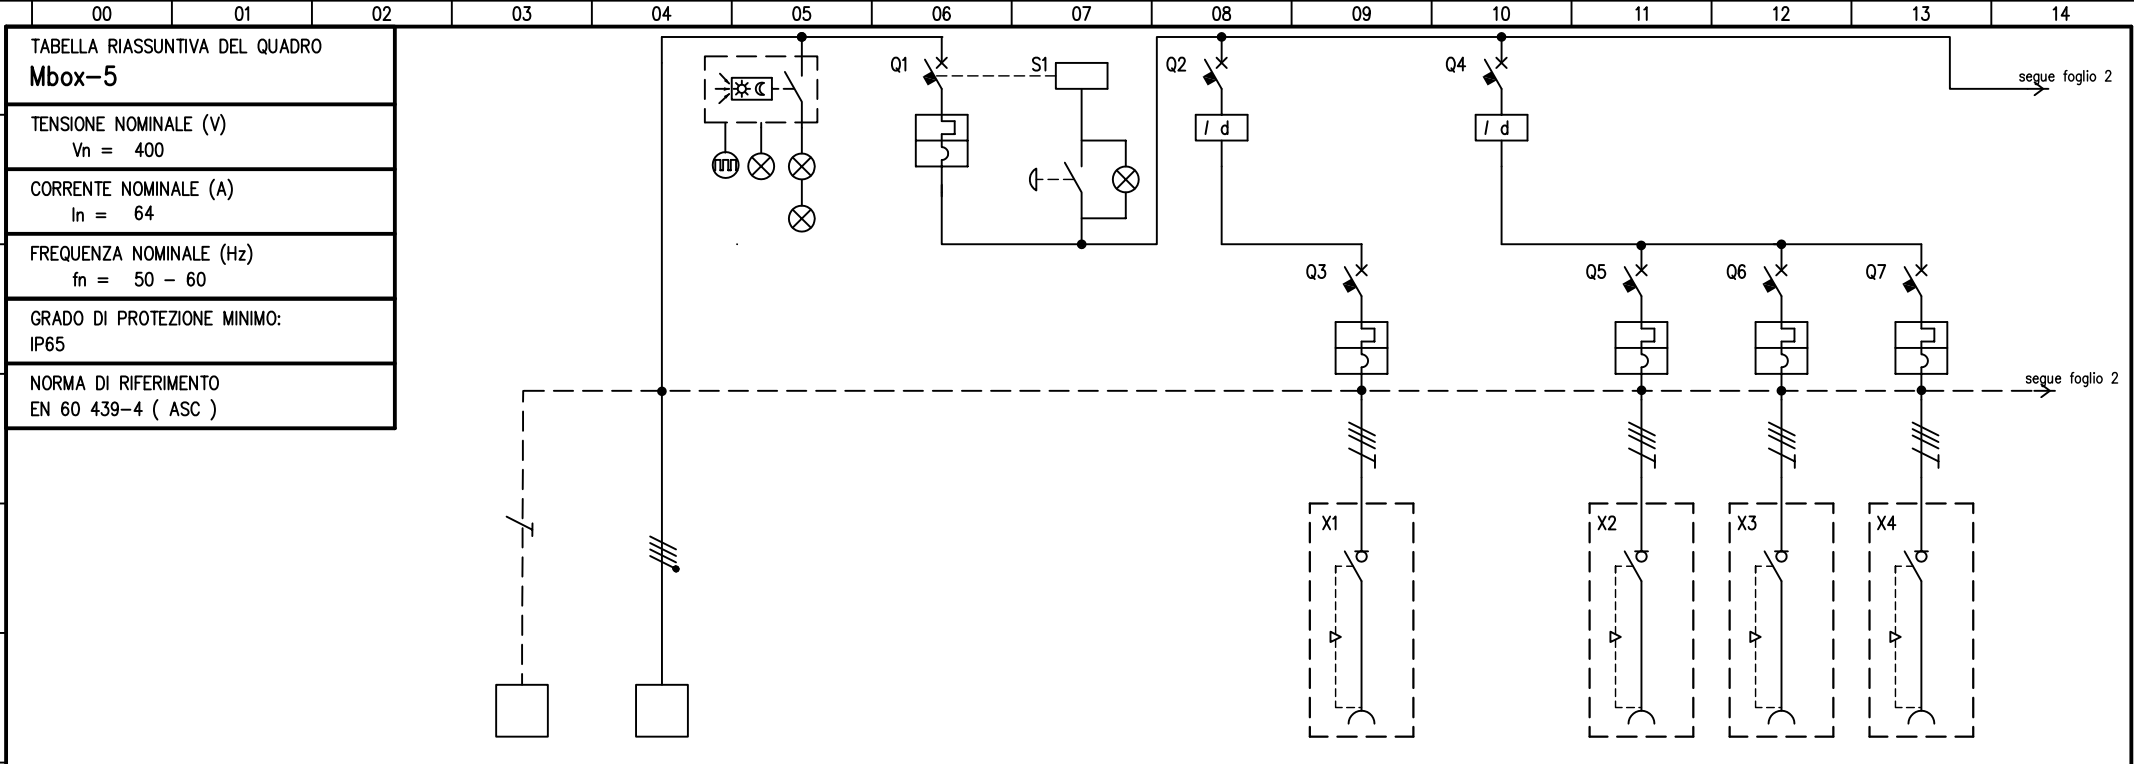 00 01 02 03 04 05 06 07 08 09 10 11 12 13 14
TABELLA RIASSUNTIVA DEL QUADRO
Mbox-5
TENSIONE NOMINALE (V)
Vn = 400
CORRENTE NOMINALE (A)
In = 64
FREQUENZA NOMINALE (Hz)
fn = 50 - 60
GRADO DI PROTEZIONE MINIMO:
IP65
NORMA DI RIFERIMENTO
EN 60 439-4 ( ASC )
Q1 S1 Q2 Q4
segue foglio 2
I d I d
Q3 Q5 Q6 Q7
segue foglio 2
X1 X2 X3 X4